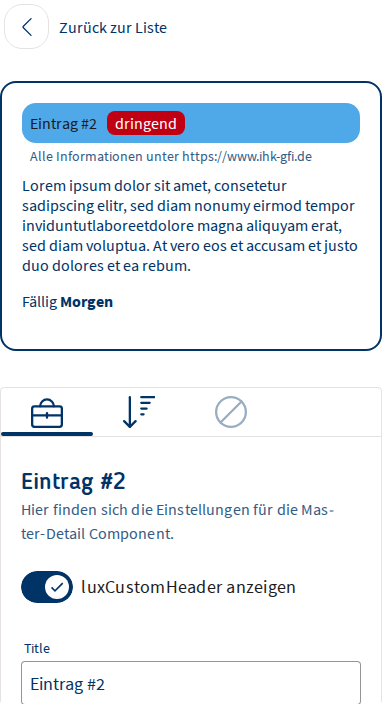 Zurück zur Liste
Eintrag #2 dringend
Alle Informationen unter https://www.ihk-gfi.de
Lorem ipsum dolor sit amet, consetetur
sadipscing elitr, sed diam nonumy eirmod tempor
inviduntutlaboreetdolore magna aliquyam erat,
sed diam voluptua. At vero eos et accusam et justo
duo dolores et ea rebum.
Fällig Morgen
Eintrag #2
Hier finden sich die Einstellungen für die Mas-
ter-Detail Component.
luxCustomHeader anzeigen
Title
Eintrag #2